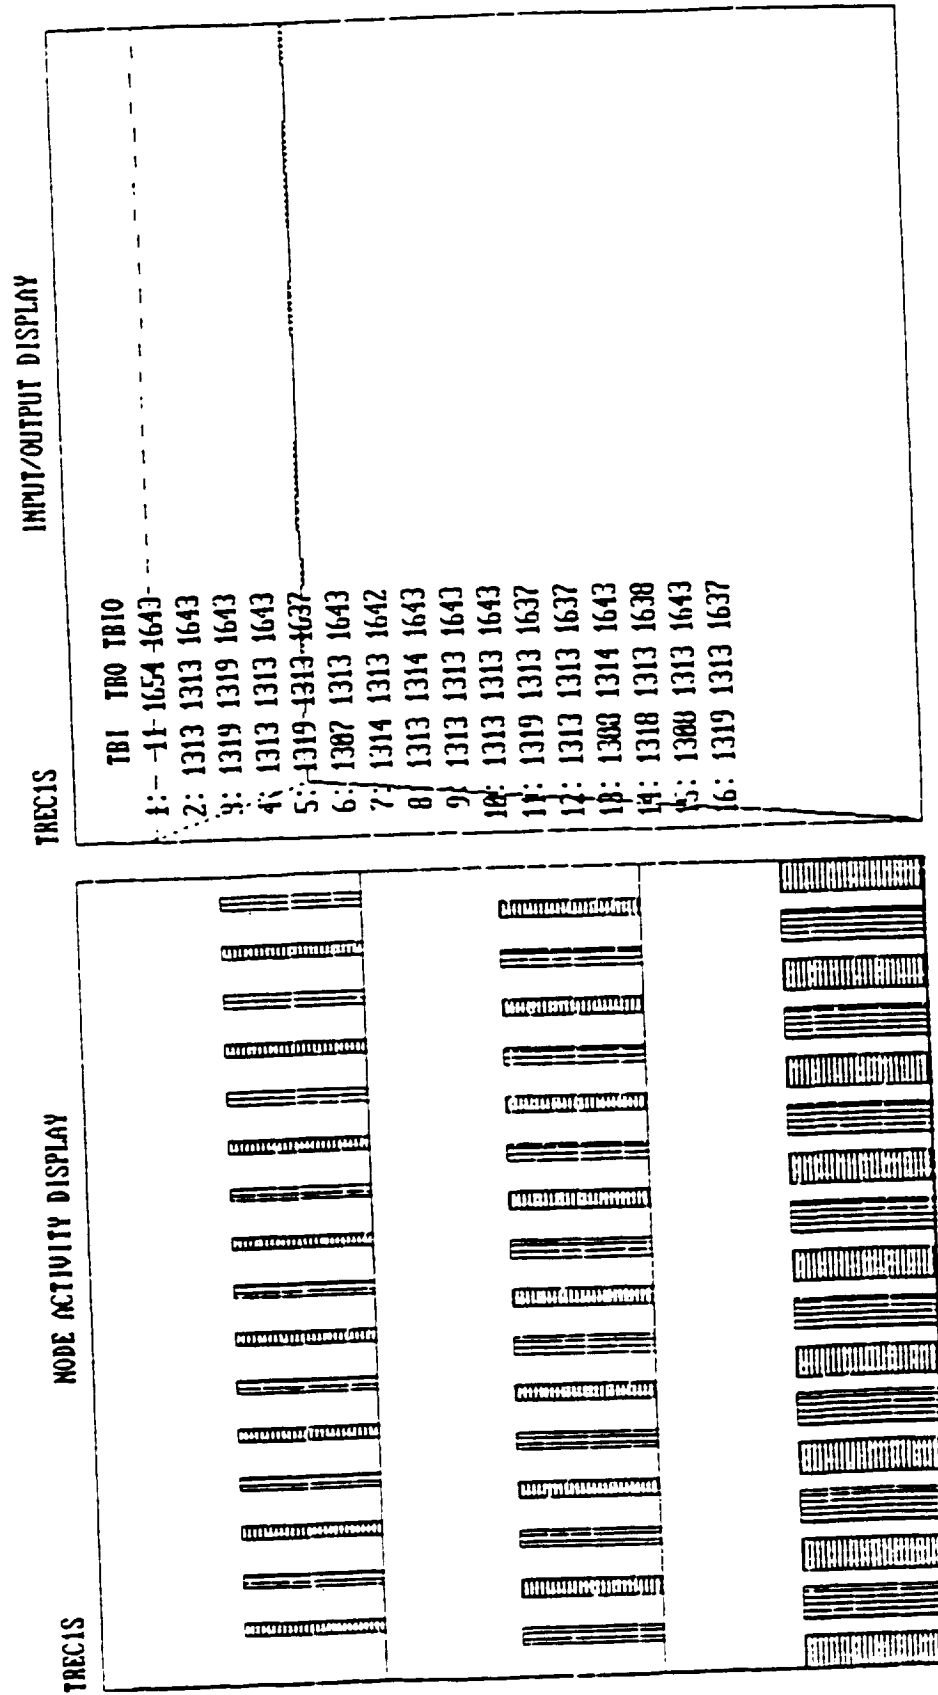 TREC1S
NODE ACTIVITY DISPLAY
TREC1S
INPUT/OUTPUT DISPLAY
TBI TBO TBIO
1: -11 1654 1643
2: 1313 1313 1643
3: 1319 1319 1643
4: 1313 1313 1643
5: 1319 1313 1637
6: 1307 1313 1643
7: 1314 1313 1642
8 1313 1314 1643
9: 1313 1313 1643
10: 1313 1313 1643
11: 1319 1313 1637
12: 1313 1313 1637
13: 1308 1314 1643
14: 1318 1313 1638
15: 1308 1313 1643
16: 1319 1313 1637